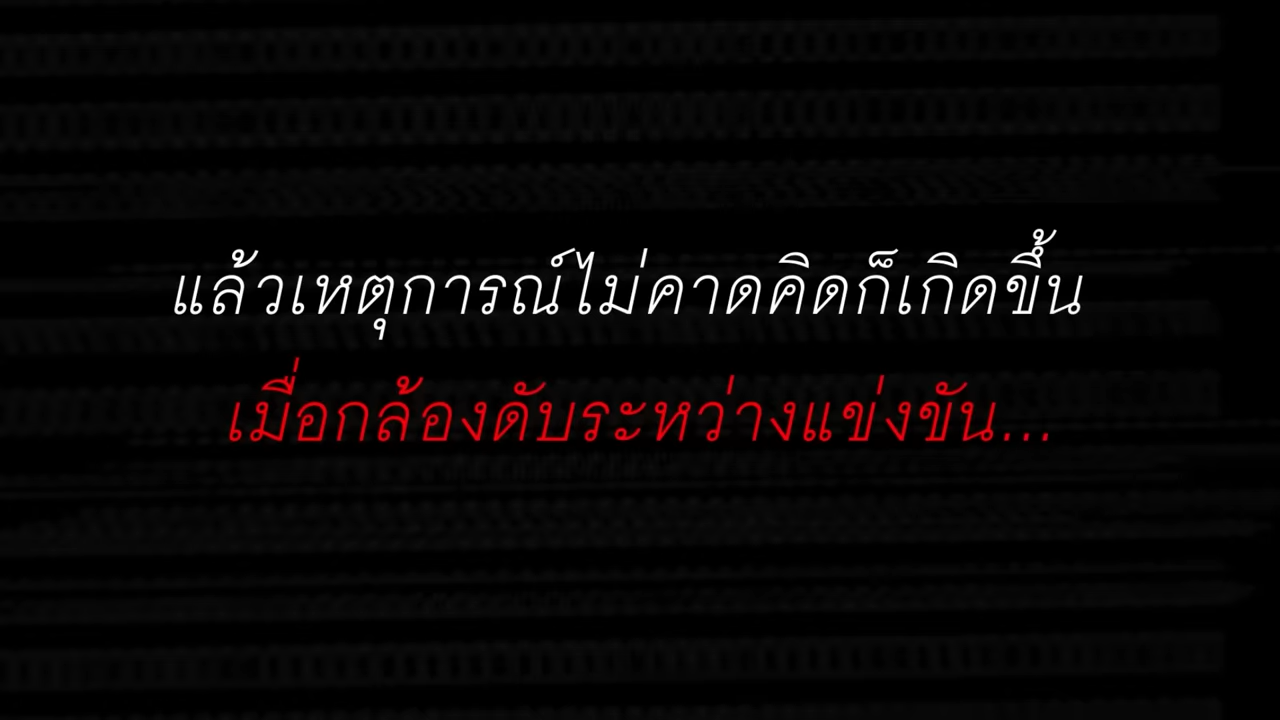 แล้วเหตุการณ์ไม่คาดคิดก็เกิดขึ้น
เมื่อกล้องดับระหว่างแข่งขัน...